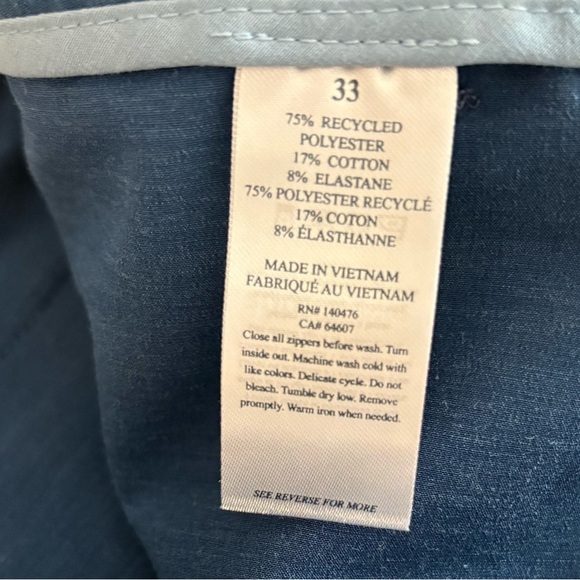 33
75% RECYCLED
POLYESTER
17% COTTON
8% ELASTANE
75% POLYESTER RECYCLÉ
17% COTON
8% ÉLASTHANNE
MADE IN VIETNAM
FABRIQUÉ AU VIETNAM
RN# 140476
CA# 64607
Close all zippers before wash. Turn
inside out. Machine wash cold with
like colors. Delicate cycle. Do not
bleach. Tumble dry low. Remove
promptly. Warm iron when needed.
SEE REVERSE FOR MORE